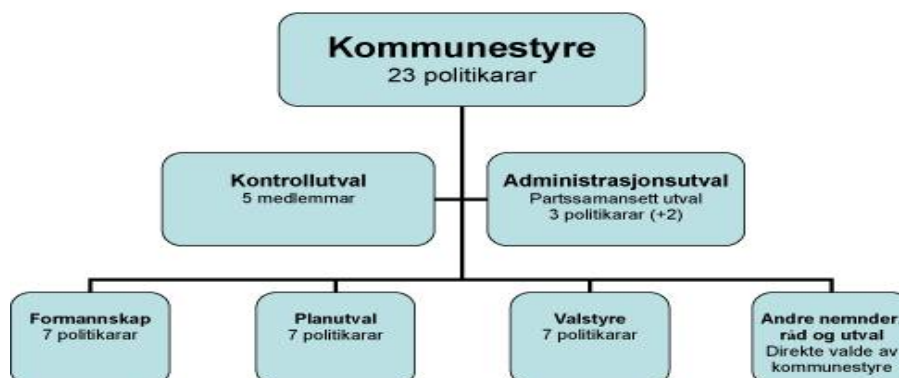 Kommunestyre
23 politikarar
Kontrollutval
5 medlemmar
Administrasjonsutval
Partssamansett utval
3 politikarar (+2)
Formannskap
7 politikarar
Planutval
7 politikarar
Valstyre
7 politikarar
Andre nemnder,
råd og utval
Direkte valde av
kommunestyre